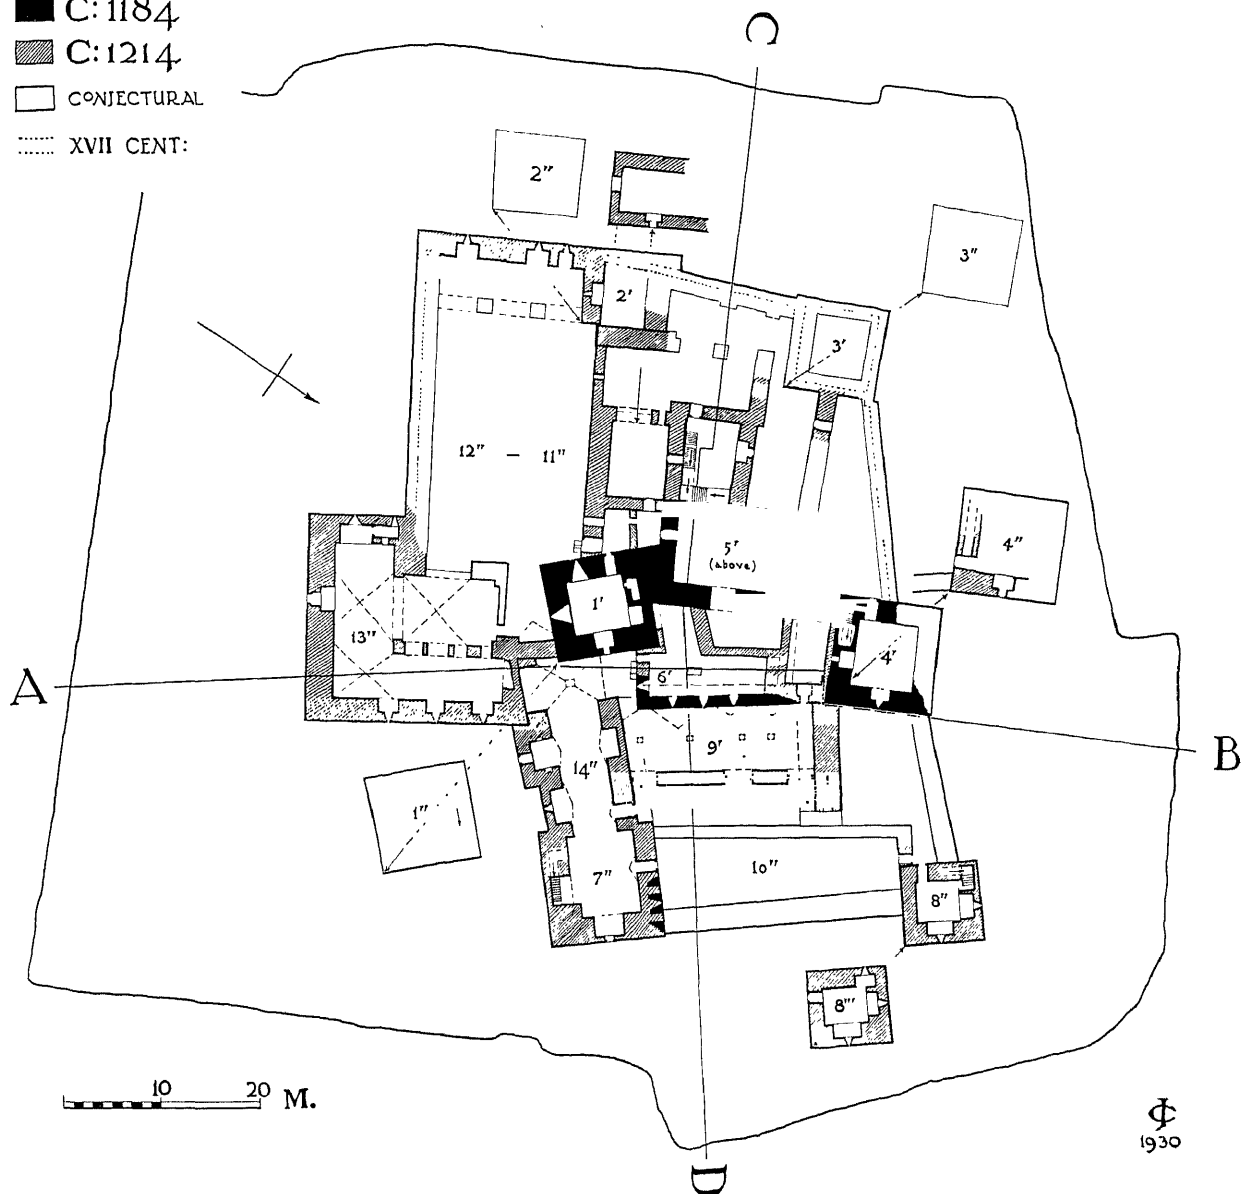 C: 1184
C: 1214
CONJECTURAL
XVII CENT:
C
2″
3″
2′
3′
12″ — 11″
4″
5′
(above)
1′
13″
4′
6′
A
B
9′
14″
1″
10″
7″
8″
8‴
10 20 M.
1930
D